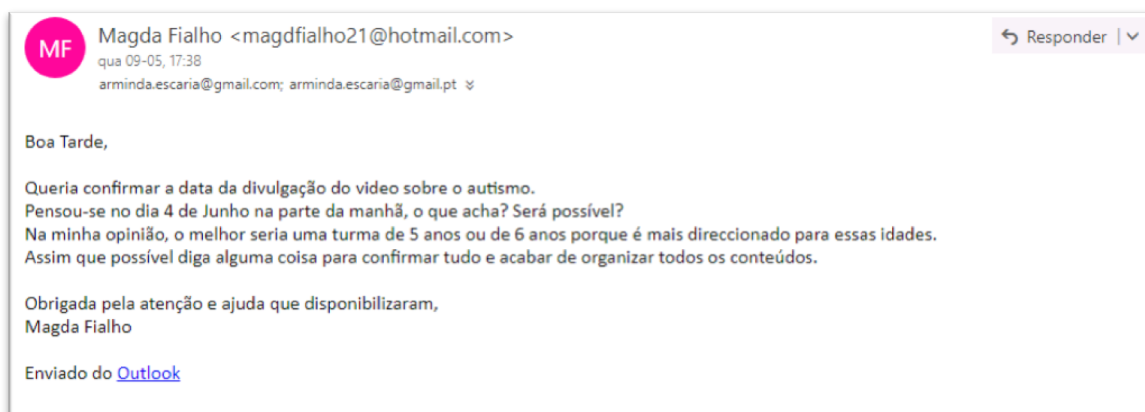 MF
Magda Fialho <magdfialho21@hotmail.com>
Responder
qua 09-05, 17:38
arminda.escaria@gmail.com; arminda.escaria@gmail.pt
Boa Tarde,
Queria confirmar a data da divulgação do video sobre o autismo.
Pensou-se no dia 4 de Junho na parte da manhã, o que acha? Será possível?
Na minha opinião, o melhor seria uma turma de 5 anos ou de 6 anos porque é mais direccionado para essas idades.
Assim que possível diga alguma coisa para confirmar tudo e acabar de organizar todos os conteúdos.
Obrigada pela atenção e ajuda que disponibilizaram,
Magda Fialho
Enviado do Outlook